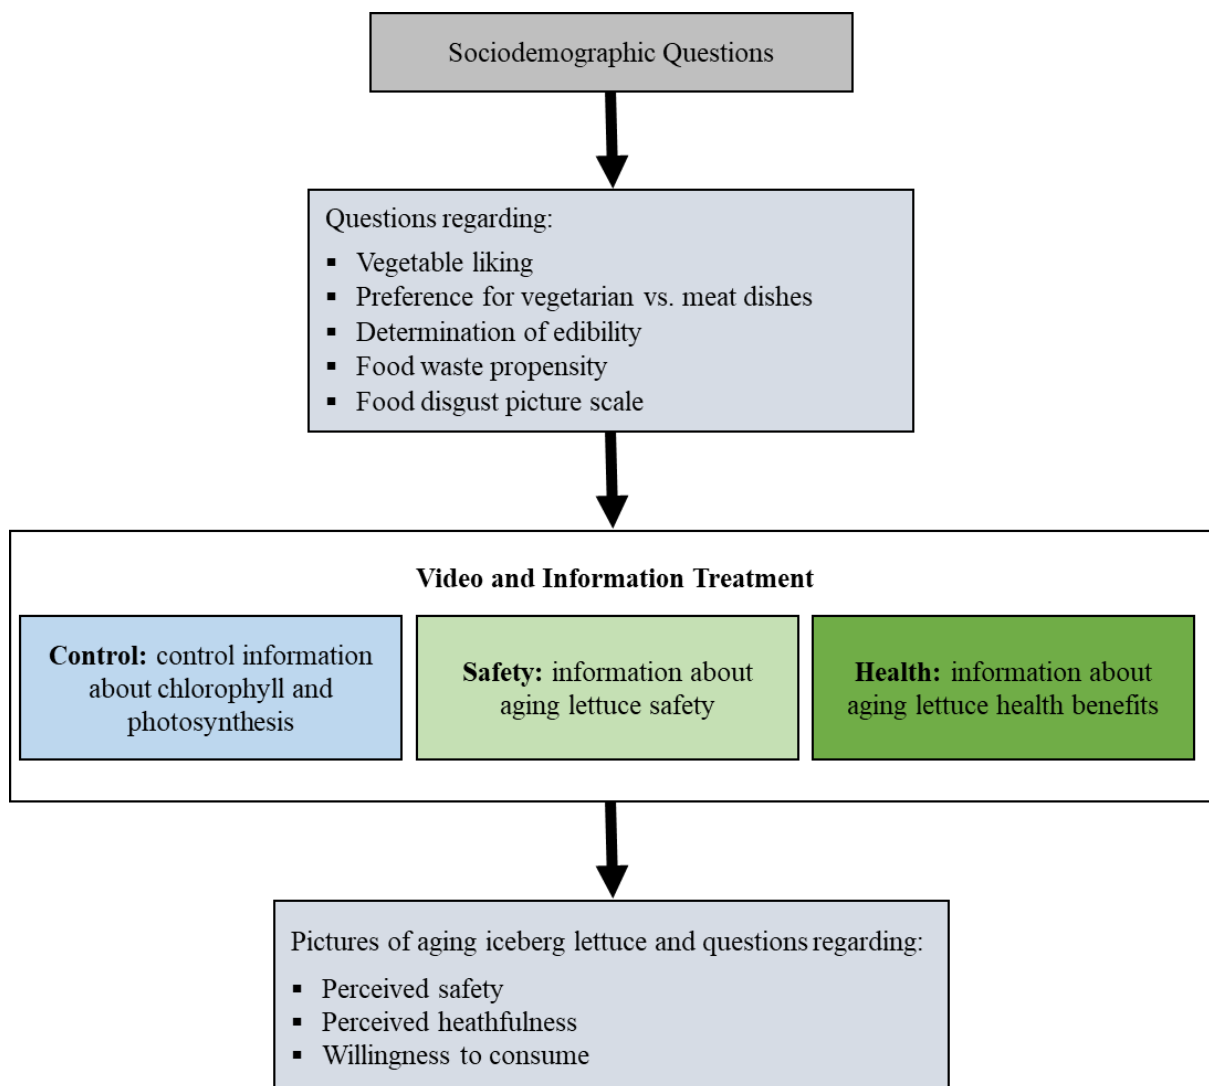 Sociodemographic Questions
Questions regarding:
▪ Vegetable liking
▪ Preference for vegetarian vs. meat dishes
▪ Determination of edibility
▪ Food waste propensity
▪ Food disgust picture scale
Video and Information Treatment
Control: control information
about chlorophyll and
photosynthesis
Safety: information about
aging lettuce safety
Health: information about
aging lettuce health benefits
Pictures of aging iceberg lettuce and questions regarding:
▪ Perceived safety
▪ Perceived heathfulness
▪ Willingness to consume